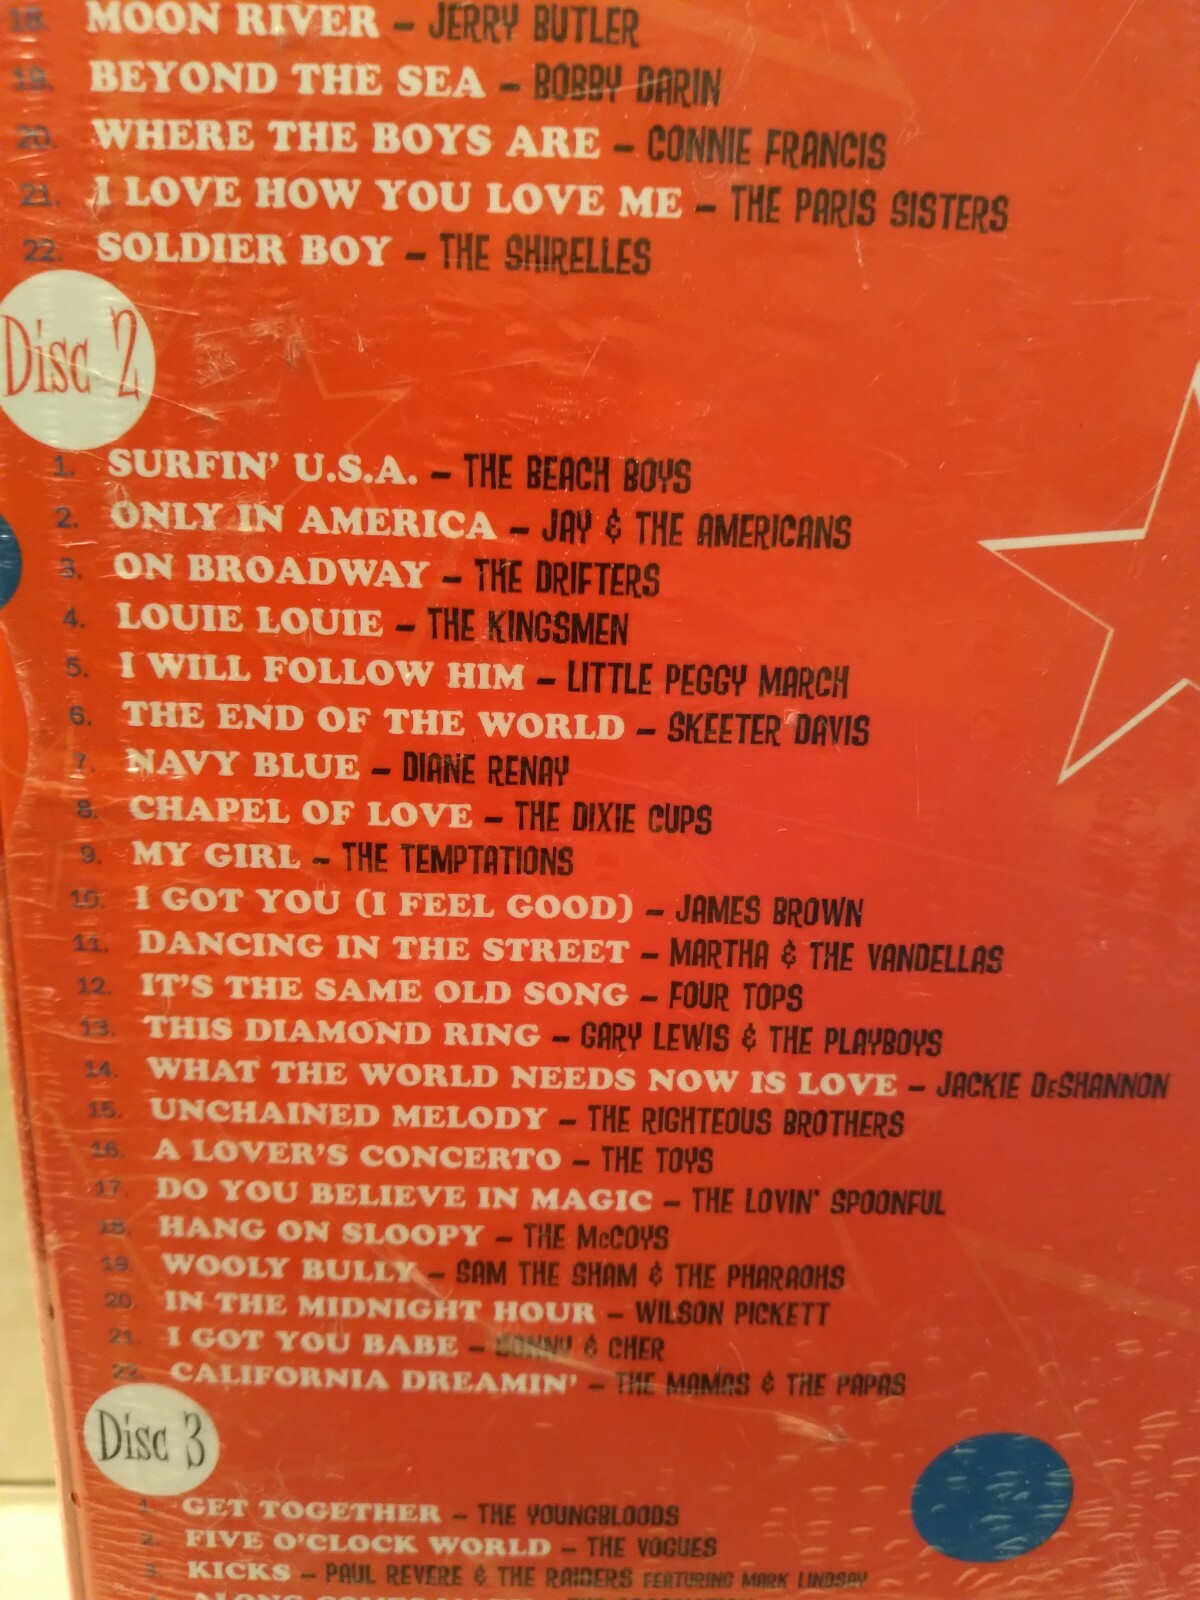 18. MOON RIVER – JERRY BUTLER
19. BEYOND THE SEA – BOBBY DARIN
20. WHERE THE BOYS ARE – CONNIE FRANCIS
21. I LOVE HOW YOU LOVE ME – THE PARIS SISTERS
22. SOLDIER BOY – THE SHIRELLES
Disc 2
1. SURFIN' U.S.A. – THE BEACH BOYS
2. ONLY IN AMERICA – JAY & THE AMERICANS
3. ON BROADWAY – THE DRIFTERS
4. LOUIE LOUIE – THE KINGSMEN
5. I WILL FOLLOW HIM – LITTLE PEGGY MARCH
6. THE END OF THE WORLD – SKEETER DAVIS
7. NAVY BLUE – DIANE RENAY
8. CHAPEL OF LOVE – THE DIXIE CUPS
9. MY GIRL – THE TEMPTATIONS
10. I GOT YOU (I FEEL GOOD) – JAMES BROWN
11. DANCING IN THE STREET – MARTHA & THE VANDELLAS
12. IT'S THE SAME OLD SONG – FOUR TOPS
13. THIS DIAMOND RING – GARY LEWIS & THE PLAYBOYS
14. WHAT THE WORLD NEEDS NOW IS LOVE – JACKIE DeSHANNON
15. UNCHAINED MELODY – THE RIGHTEOUS BROTHERS
16. A LOVER'S CONCERTO – THE TOYS
17. DO YOU BELIEVE IN MAGIC – THE LOVIN' SPOONFUL
18. HANG ON SLOOPY – THE McCOYS
19. WOOLY BULLY – SAM THE SHAM & THE PHARAOHS
20. IN THE MIDNIGHT HOUR – WILSON PICKETT
21. I GOT YOU BABE – SONNY & CHER
22. CALIFORNIA DREAMIN' – THE MAMAS & THE PAPAS
Disc 3
1. GET TOGETHER – THE YOUNGBLOODS
2. FIVE O'CLOCK WORLD – THE VOGUES
3. KICKS – PAUL REVERE & THE RAIDERS FEATURING MARK LINDSAY